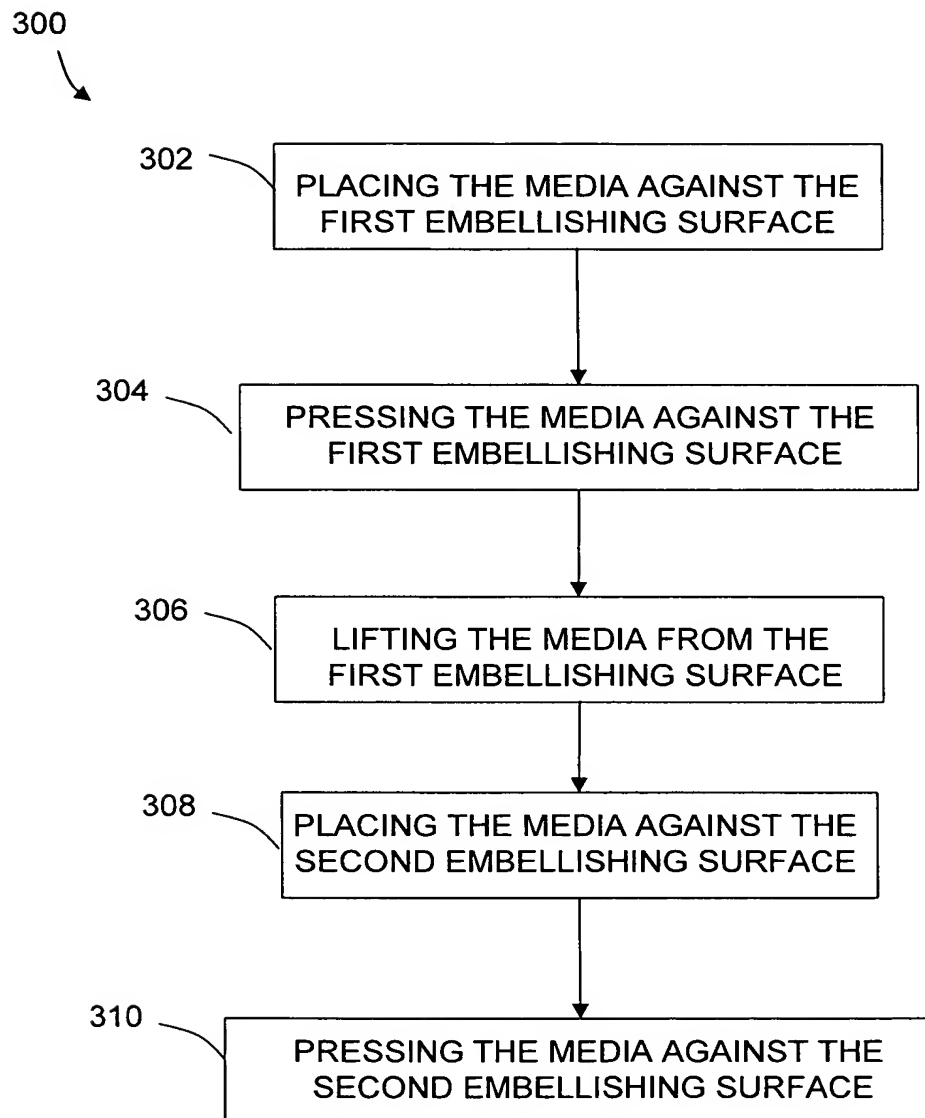 300
302
PLACING THE MEDIA AGAINST THE
FIRST EMBELLISHING SURFACE
304
PRESSING THE MEDIA AGAINST THE
FIRST EMBELLISHING SURFACE
306
LIFTING THE MEDIA FROM THE
FIRST EMBELLISHING SURFACE
308
PLACING THE MEDIA AGAINST THE
SECOND EMBELLISHING SURFACE
310
PRESSING THE MEDIA AGAINST THE
SECOND EMBELLISHING SURFACE